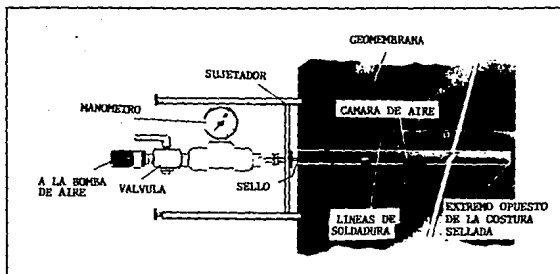 GEOMEMBRANA
SUJETADOR
MANOMETRO
CAMARA DE AIRE
A LA BOMBA
DE AIRE
VALVULA
SELLO
LINEAS DE
SOLDADURA
EXTREMO OPUESTO
DE LA COSTURA
SELLADA